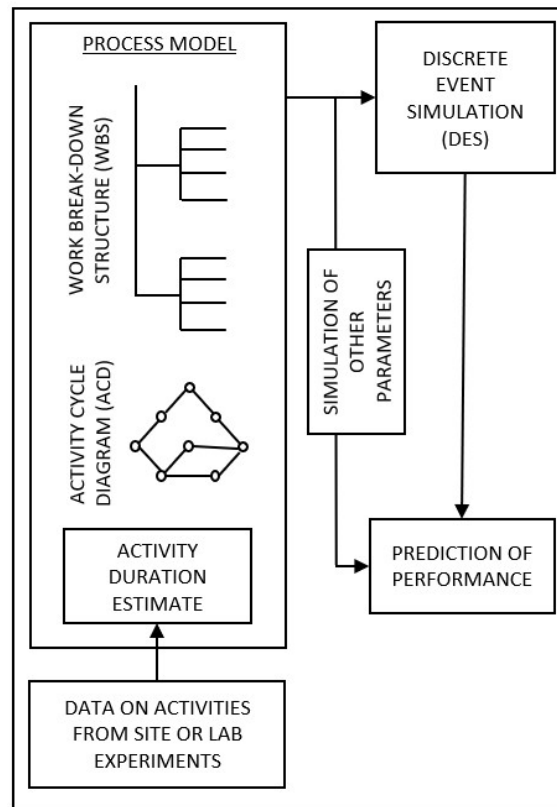 PROCESS MODEL
WORK BREAK-DOWN
STRUCTURE (WBS)
ACTIVITY CYCLE
DIAGRAM (ACD)
ACTIVITY
DURATION
ESTIMATE
DATA ON ACTIVITIES
FROM SITE OR LAB
EXPERIMENTS
DISCRETE
EVENT
SIMULATION
(DES)
SIMULATION OF
OTHER
PARAMETERS
PREDICTION OF
PERFORMANCE